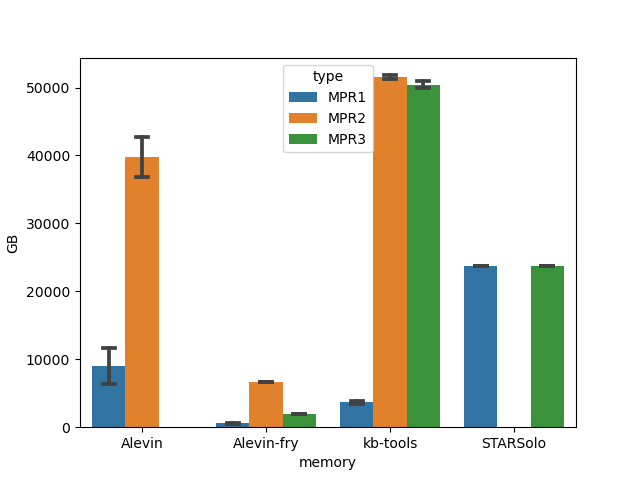 type
MPR1
MPR2
MPR3
GB
50000
40000
30000
20000
10000
0
Alevin
Alevin-fry
kb-tools
STARSolo
memory